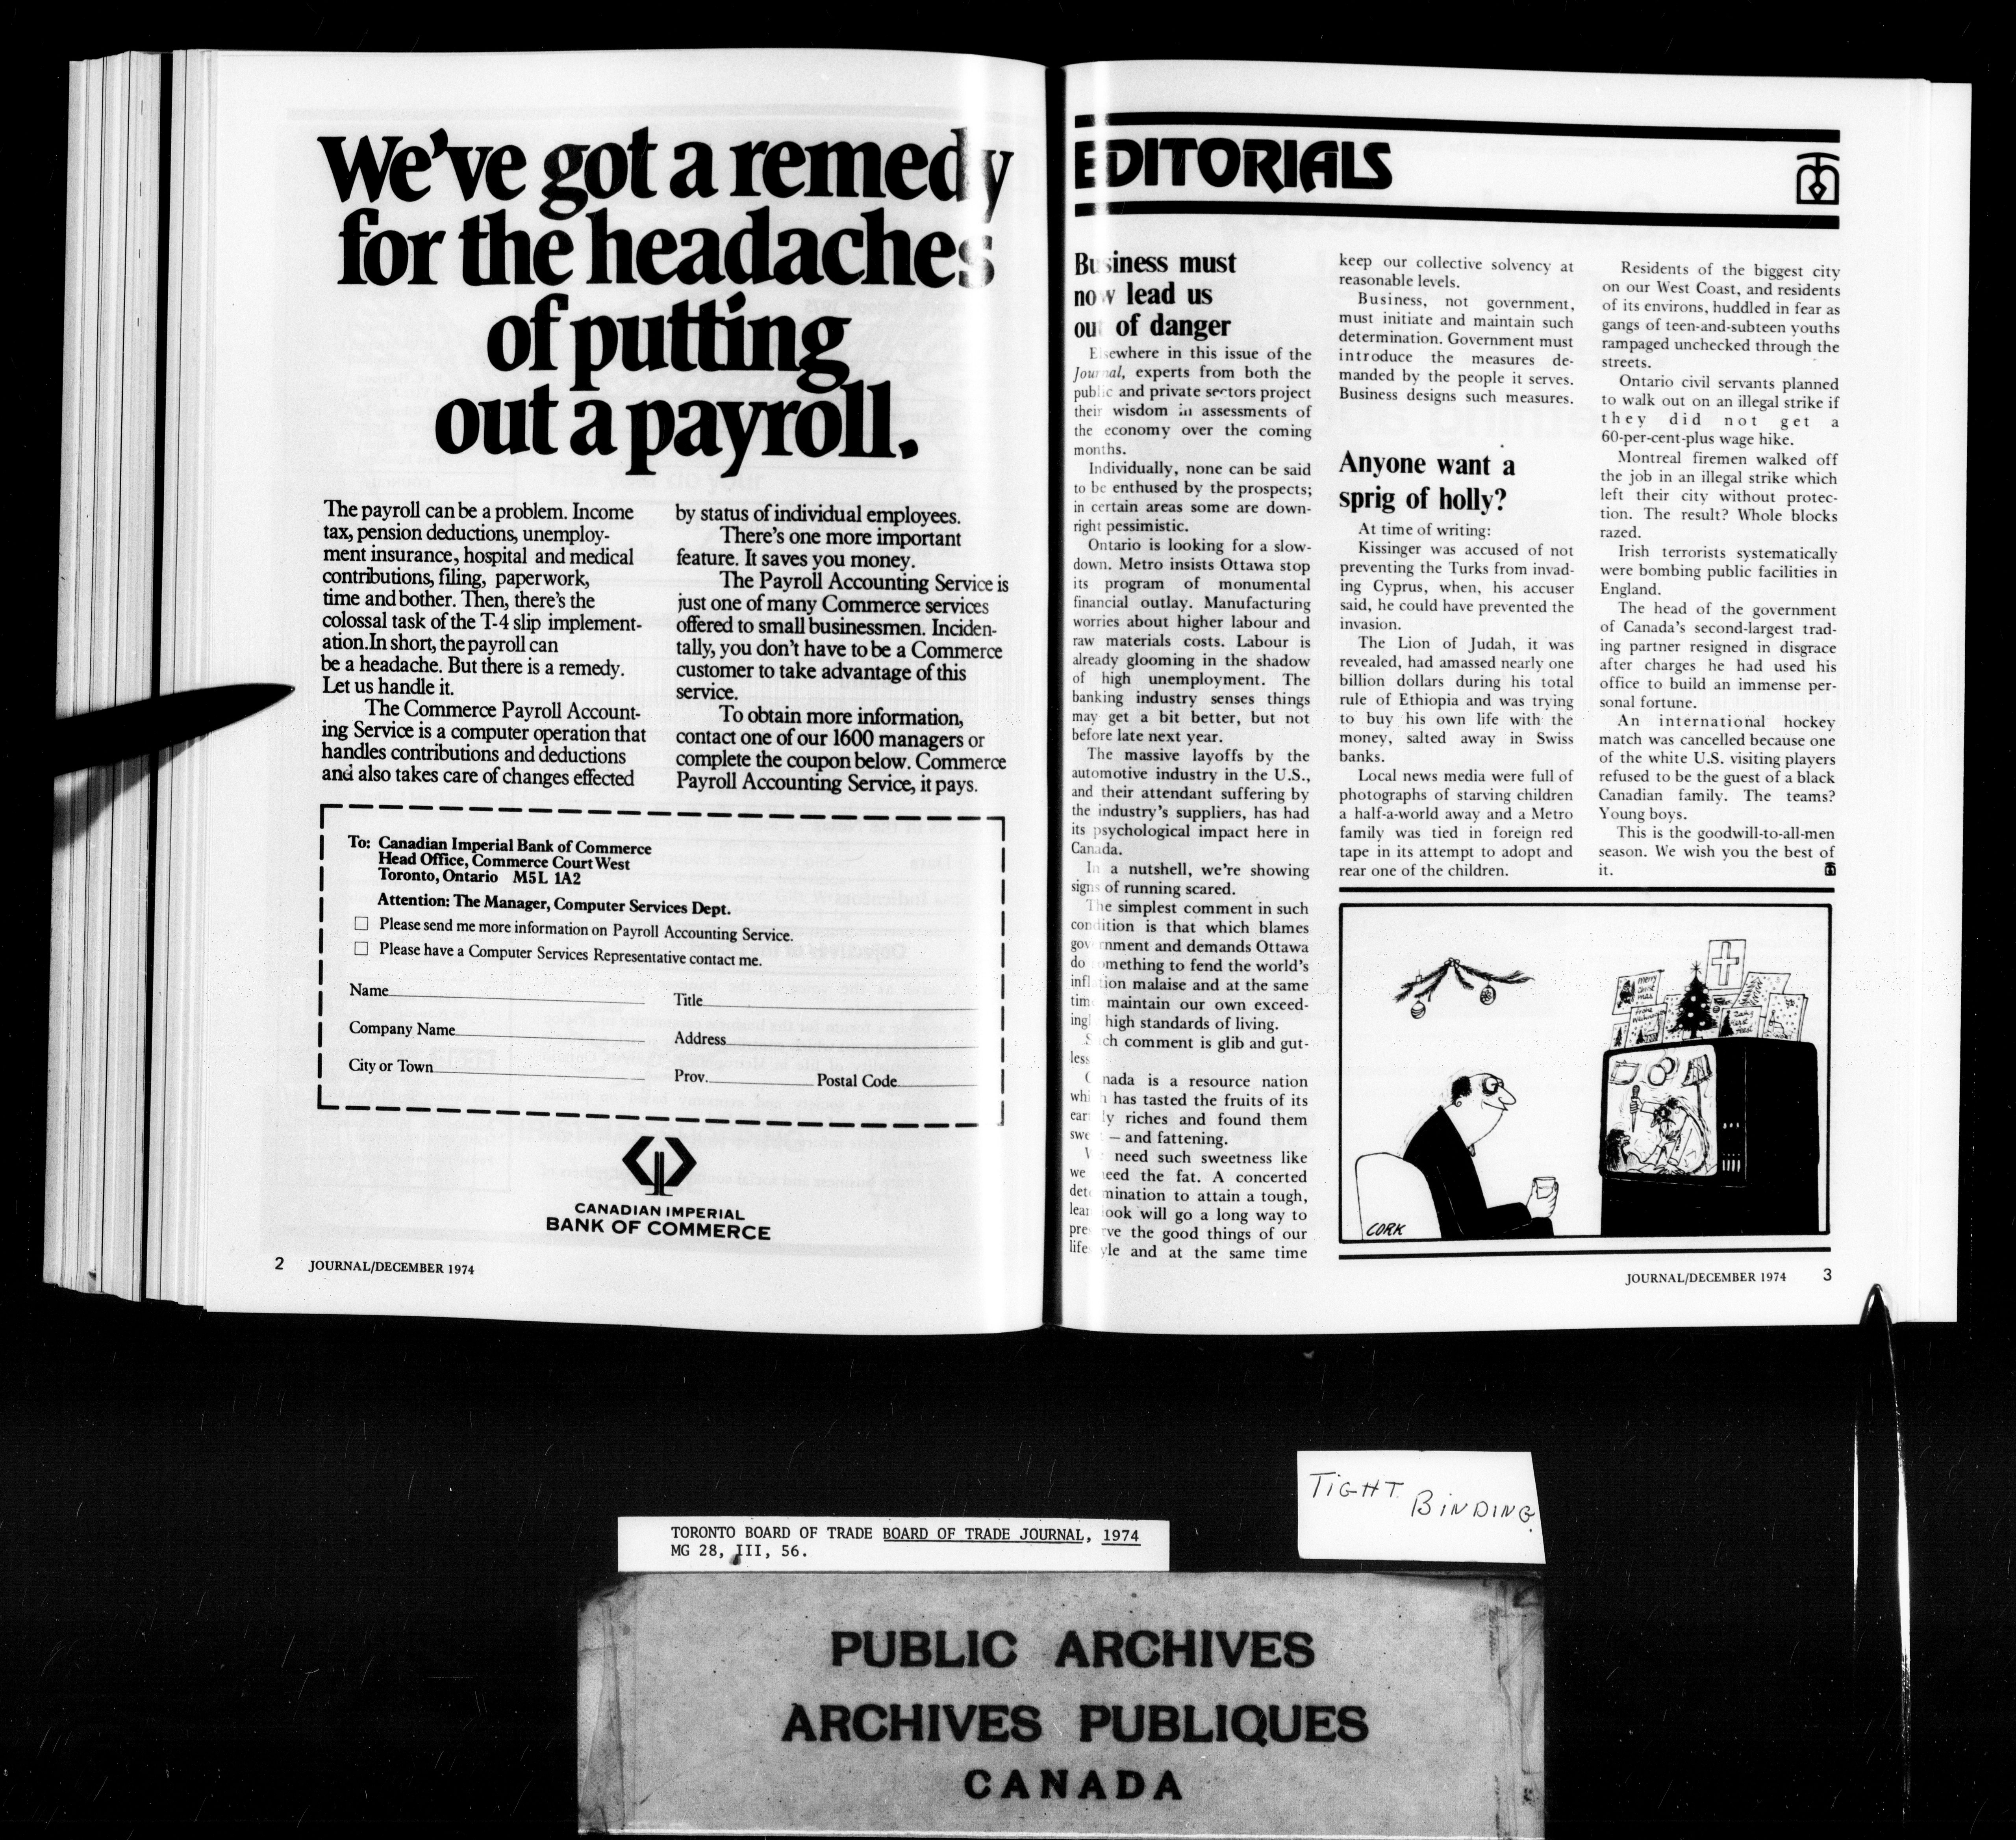 We've got a remedy
for the headaches
of putting
out a payroll.
The payroll can be a problem. Income
tax, pension deductions, unemploy-
ment insurance, hospital and medical
contributions, filing, paperwork,
time and bother. Then, there's the
colossal task of the T-4 slip implement-
ation. In short, the payroll can
be a headache. But there is a remedy.
Let us handle it.
The Commerce Payroll Account-
ing Service is a computer operation that
handles contributions and deductions
and also takes care of changes effected
by status of individual employees.
There's one more important
feature. It saves you money.
The Payroll Accounting Service is
just one of many Commerce services
offered to small businessmen. Inciden-
tally, you don't have to be a Commerce
customer to take advantage of this
service.
To obtain more information,
contact one of our 1600 managers or
complete the coupon below. Commerce
Payroll Accounting Service, it pays.
To: Canadian Imperial Bank of Commerce
Head Office, Commerce Court West
Toronto, Ontario M5L 1A2
Attention: The Manager, Computer Services Dept.
Please send me more information on Payroll Accounting Service.
Please have a Computer Services Representative contact me.
Name Title
Company Name Address
City or Town Prov. Postal Code
CANADIAN IMPERIAL
BANK OF COMMERCE
2 JOURNAL/DECEMBER 1974
EDITORIALS
Business must
now lead us
out of danger
Elsewhere in this issue of the
Journal, experts from both the
public and private sectors project
their wisdom in assessments of
the economy over the coming
months.
Individually, none can be said
to be enthused by the prospects;
in certain areas some are down-
right pessimistic.
Ontario is looking for a slow-
down. Metro insists Ottawa stop
its program of monumental
financial outlay. Manufacturing
worries about higher labour and
raw materials costs. Labour is
already glooming in the shadow
of high unemployment. The
banking industry senses things
may get a bit better, but not
before late next year.
The massive layoffs by the
automotive industry in the U.S.,
and their attendant suffering by
the industry's suppliers, has had
its psychological impact here in
Canada.
In a nutshell, we're showing
signs of running scared.
The simplest comment in such
condition is that which blames
government and demands Ottawa
do something to fend the world's
inflation malaise and at the same
time maintain our own exceed-
ingly high standards of living.
Such comment is glib and gut-
less
Canada is a resource nation
which has tasted the fruits of its
earthly riches and found them
sweet — and fattening.
We need such sweetness like
we need the fat. A concerted
determination to attain a tough,
lean look will go a long way to
preserve the good things of our
lifestyle and at the same time
keep our collective solvency at
reasonable levels.
Business, not government,
must initiate and maintain such
determination. Government must
introduce the measures de-
manded by the people it serves.
Business designs such measures.
Anyone want a
sprig of holly?
At time of writing:
Kissinger was accused of not
preventing the Turks from invad-
ing Cyprus, when, his accuser
said, he could have prevented the
invasion.
The Lion of Judah, it was
revealed, had amassed nearly one
billion dollars during his total
rule of Ethiopia and was trying
to buy his own life with the
money, salted away in Swiss
banks.
Local news media were full of
photographs of starving children
a half-a-world away and a Metro
family was tied in foreign red
tape in its attempt to adopt and
rear one of the children.
Residents of the biggest city
on our West Coast, and residents
of its environs, huddled in fear as
gangs of teen-and-subteen youths
rampaged unchecked through the
streets.
Ontario civil servants planned
to walk out on an illegal strike if
they did not get a
60-per-cent-plus wage hike.
Montreal firemen walked off
the job in an illegal strike which
left their city without protec-
tion. The result? Whole blocks
razed.
Irish terrorists systematically
were bombing public facilities in
England.
The head of the government
of Canada's second-largest trad-
ing partner resigned in disgrace
after charges he had used his
office to build an immense per-
sonal fortune.
An international hockey
match was cancelled because one
of the white U.S. visiting players
refused to be the guest of a black
Canadian family. The teams?
Young boys.
This is the goodwill-to-all-men
season. We wish you the best of
it.
merry
CORK
JOURNAL/DECEMBER 1974 3
TIGHT BINDING.
TORONTO BOARD OF TRADE BOARD OF TRADE JOURNAL, 1974
MG 28, III, 56.
PUBLIC ARCHIVES
ARCHIVES PUBLIQUES
CANADA